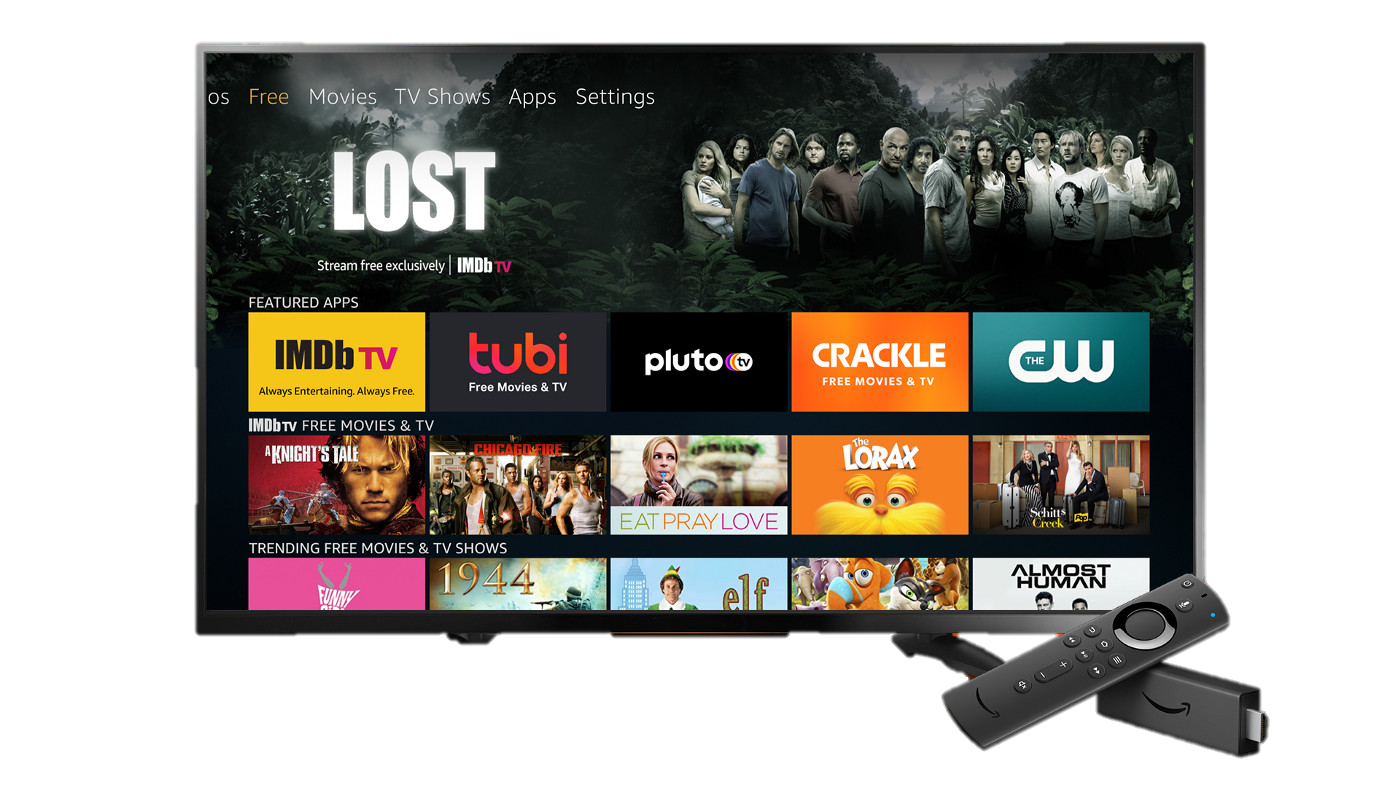 os Free Movies TV Shows Apps Settings
LOST
Stream free exclusively | IMDb TV
FEATURED APPS
IMDb TV
Always Entertaining. Always Free.
tubi
Free Movies & TV
pluto tv
CRACKLE
FREE MOVIES & TV
THE CW
IMDb TV FREE MOVIES & TV
A KNIGHT'S TALE
CHICAGO FIRE
EAT PRAY LOVE
The
LORAX
Schitt's
Creek
Pop
TRENDING FREE MOVIES & TV SHOWS
FUNNY
1944
elf
ALMOST
HUMAN